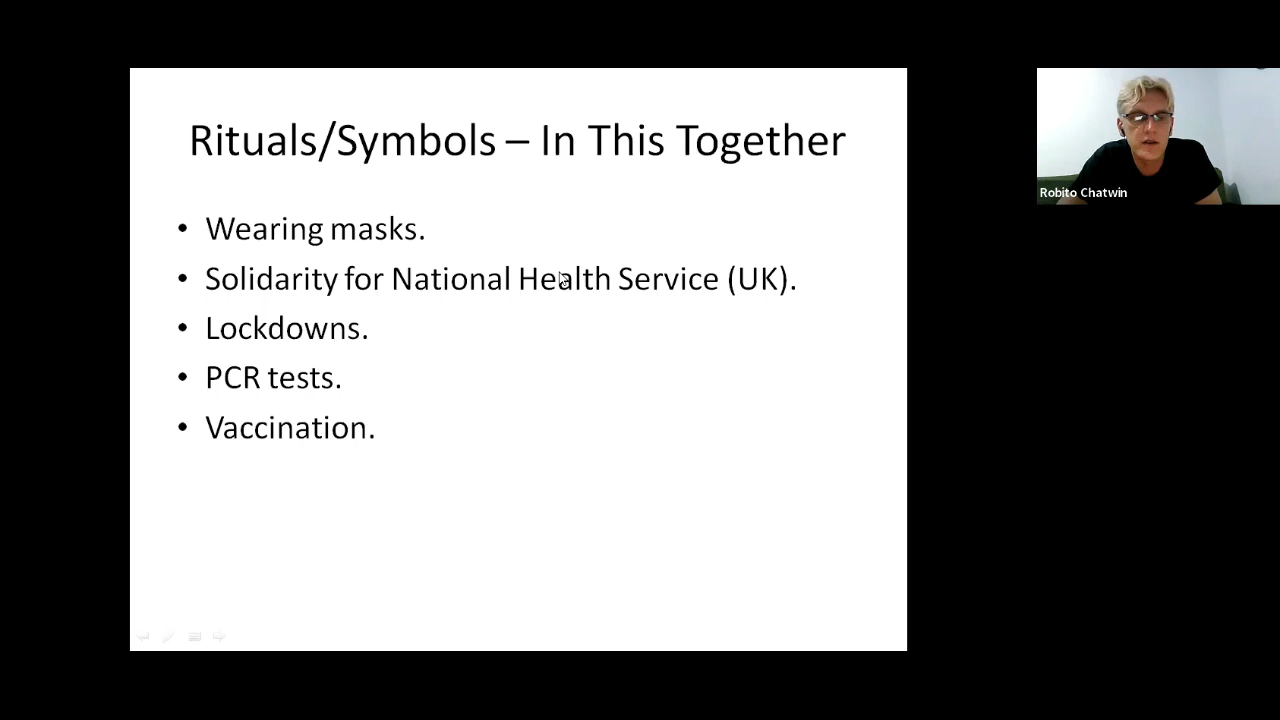 Rituals/Symbols – In This Together
• Wearing masks.
• Solidarity for National Health Service (UK).
• Lockdowns.
• PCR tests.
• Vaccination.
Robito Chatwin